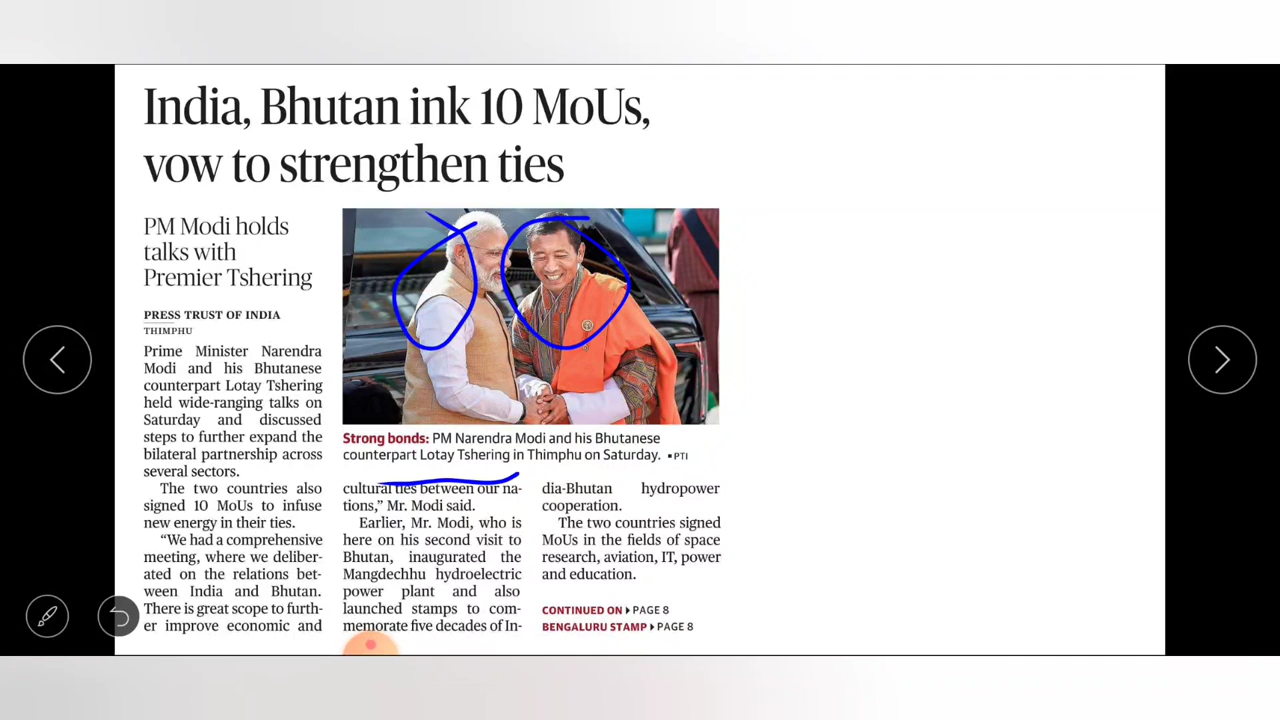 India, Bhutan ink 10 MoUs,
vow to strengthen ties
PM Modi holds
talks with
Premier Tshering
PRESS TRUST OF INDIA
THIMPHU
Prime Minister Narendra
Modi and his Bhutanese
counterpart Lotay Tshering
held wide-ranging talks on
Saturday and discussed
steps to further expand the
bilateral partnership across
several sectors.
The two countries also
signed 10 MoUs to infuse
new energy in their ties.
“We had a comprehensive
meeting, where we deliber-
ated on the relations bet-
ween India and Bhutan.
There is great scope to furth-
er improve economic and
Strong bonds: PM Narendra Modi and his Bhutanese
counterpart Lotay Tshering in Thimphu on Saturday. ▪PTI
cultural ties between our na-
tions,” Mr. Modi said.
Earlier, Mr. Modi, who is
here on his second visit to
Bhutan, inaugurated the
Mangdechhu hydroelectric
power plant and also
launched stamps to com-
memorate five decades of In-
dia-Bhutan hydropower
cooperation.
The two countries signed
MoUs in the fields of space
research, aviation, IT, power
and education.
CONTINUED ON ▸ PAGE 8
BENGALURU STAMP ▸ PAGE 8